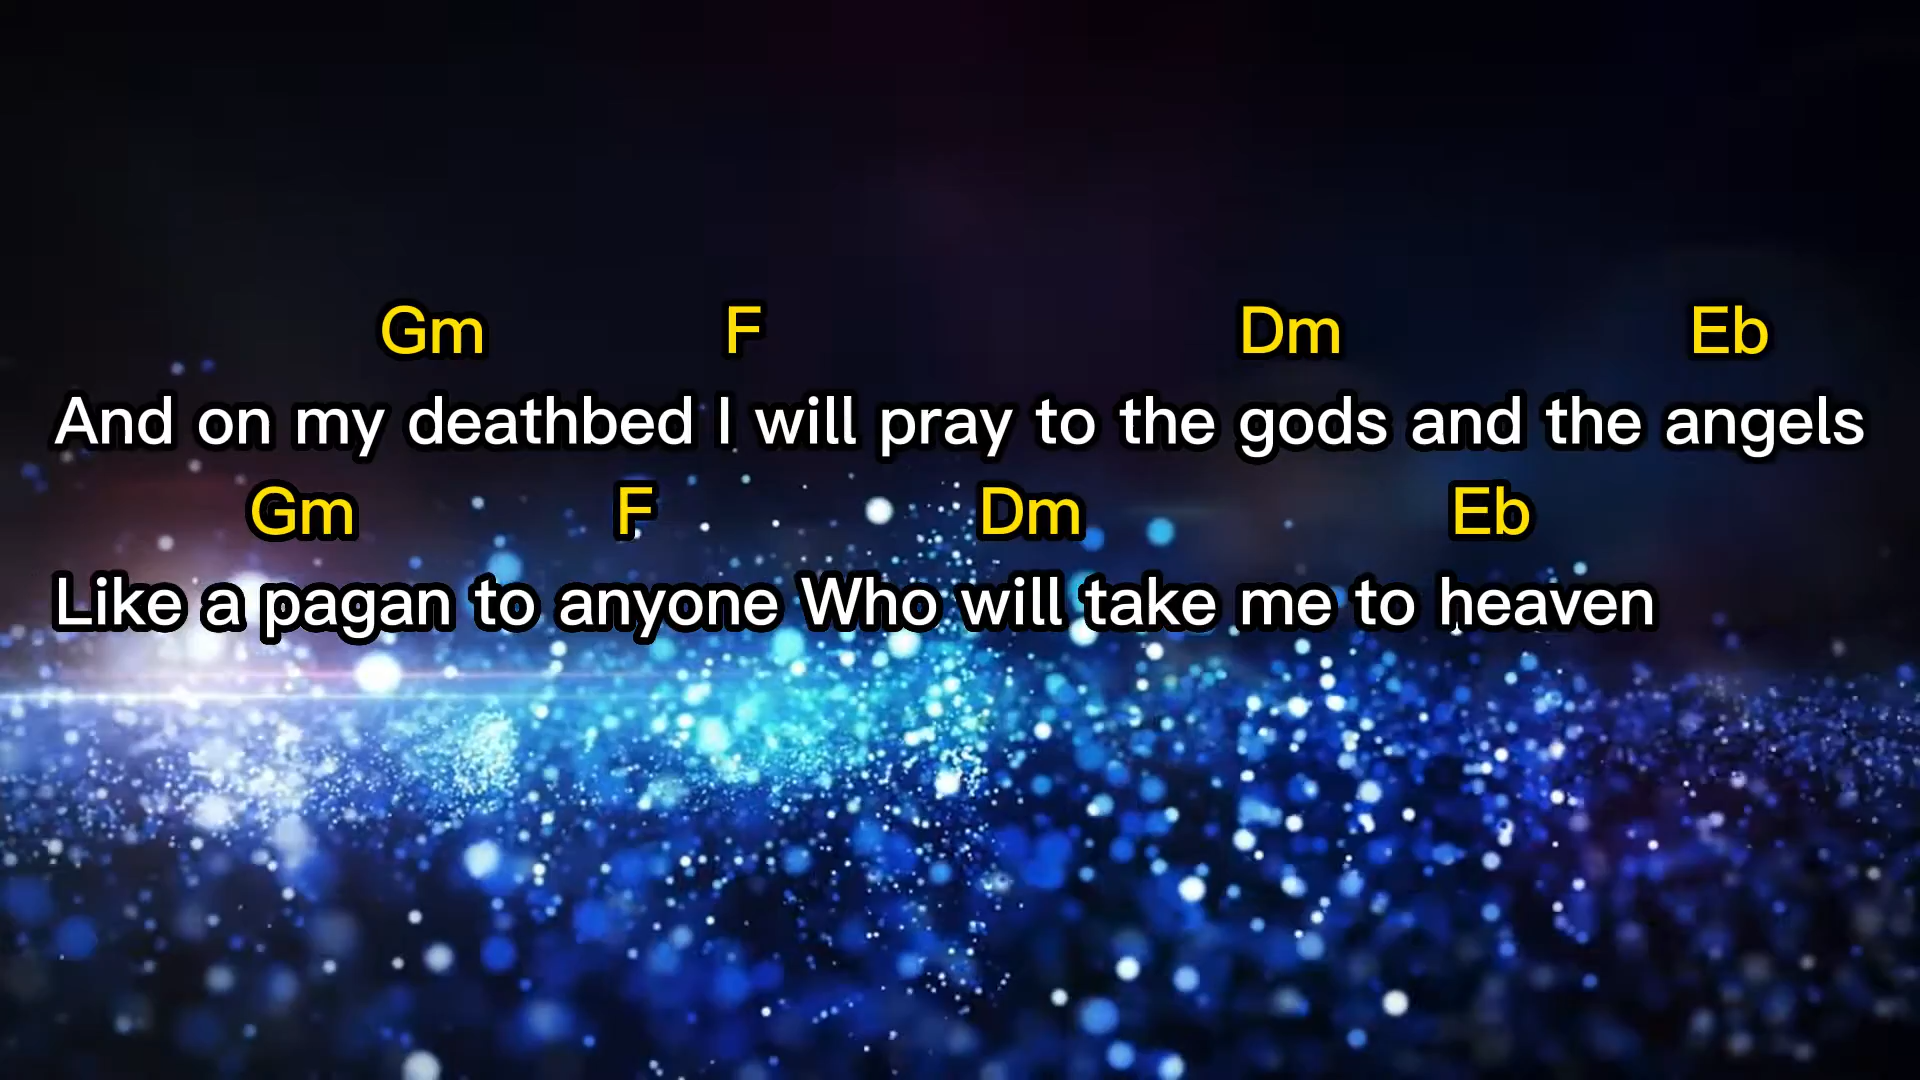 Gm F Dm Eb
And on my deathbed I will pray to the gods and the angels
Gm F Dm Eb
Like a pagan to anyone Who will take me to heaven